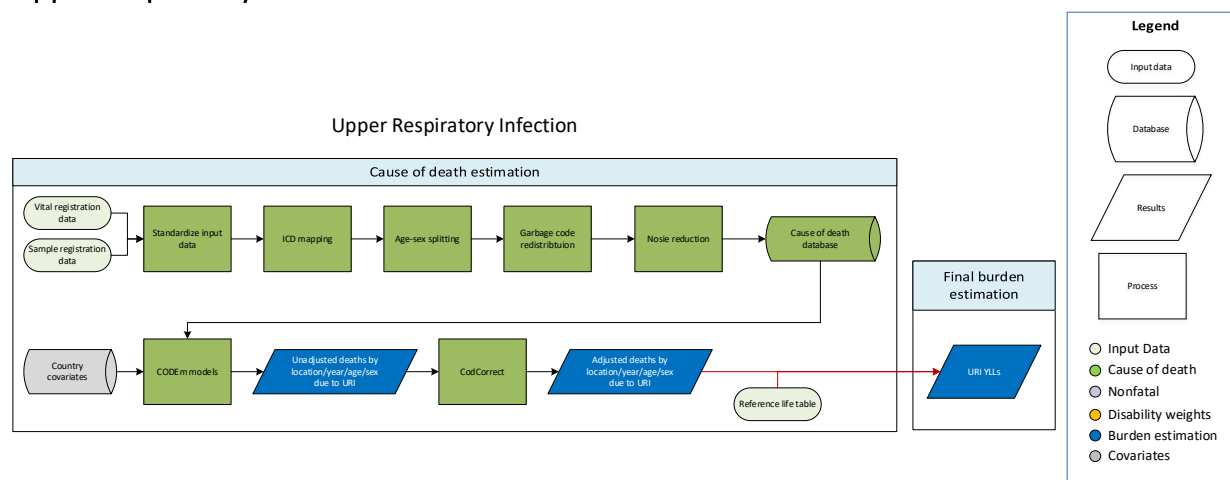 Legend
Input data
Database
Results
Process
Input Data
Cause of death
Nonfatal
Disability weights
Burden estimation
Covariates
Upper Respiratory Infection
Cause of death estimation
Vital registration
data
Sample registration
data
Standardize input
data
ICD mapping
Age-sex splitting
Garbage code
redistribtuion
Nosie reduction
Cause of death
database
Country
covariates
CODEm models
Unadjusted deaths by
location/year/age/sex
due to URI
CodCorrect
Adjusted deaths by
location/year/age/sex
due to URI
Reference life table
Final burden
estimation
URI YLLs